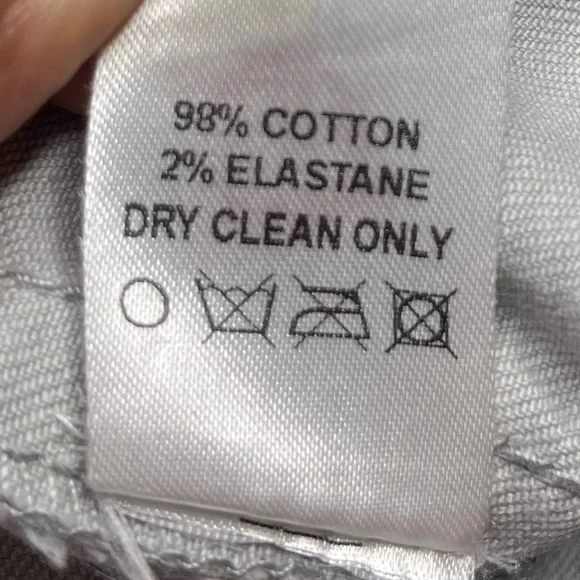 98% COTTON
2% ELASTANE
DRY CLEAN ONLY